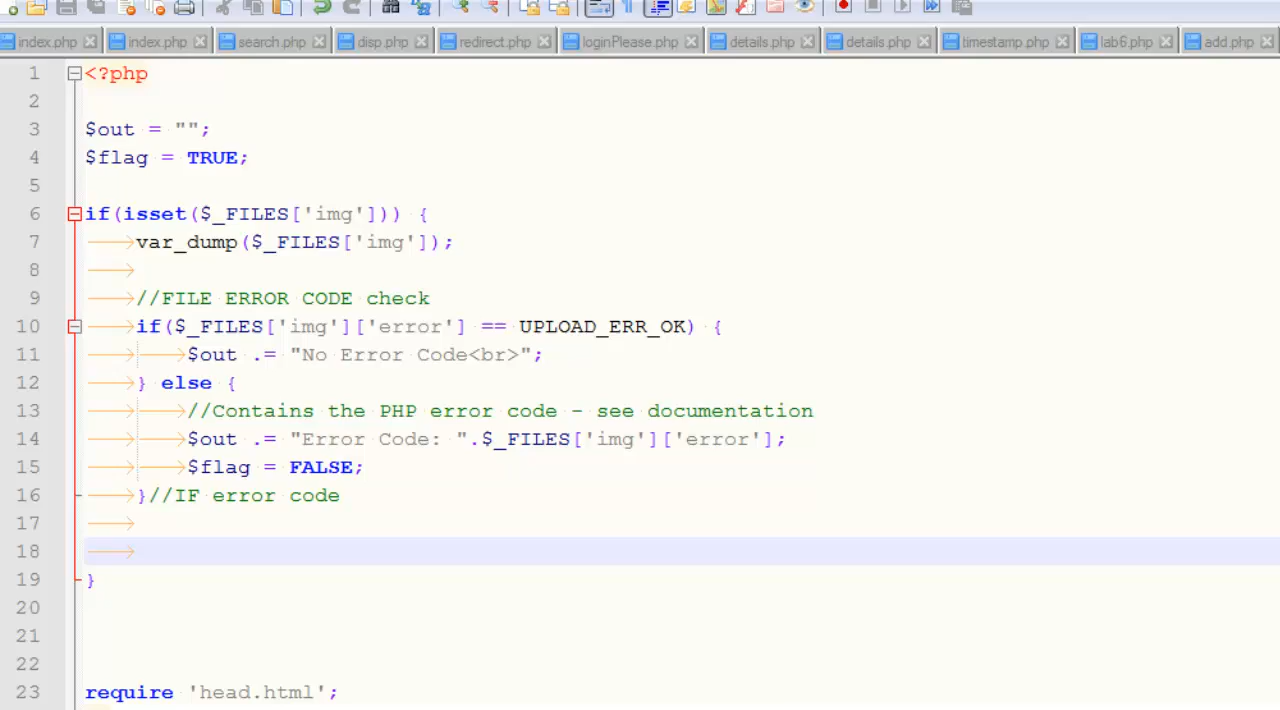 index.php index.php search.php disp.php redirect.php loginPlease.php details.php details.php timestamp.php lab6.php add.php
1 <?php
2
3 $out = "";
4 $flag = TRUE;
5
6 if(isset($_FILES['img'])) {
7 var_dump($_FILES['img']);
8
9 //FILE ERROR CODE check
10 if($_FILES['img']['error'] == UPLOAD_ERR_OK) {
11 $out .= "No Error Code<br>";
12 } else {
13 //Contains the PHP error code - see documentation
14 $out .= "Error Code: ".$_FILES['img']['error'];
15 $flag = FALSE;
16 }//IF error code
17
18
19 }
20
21
22
23 require 'head.html';